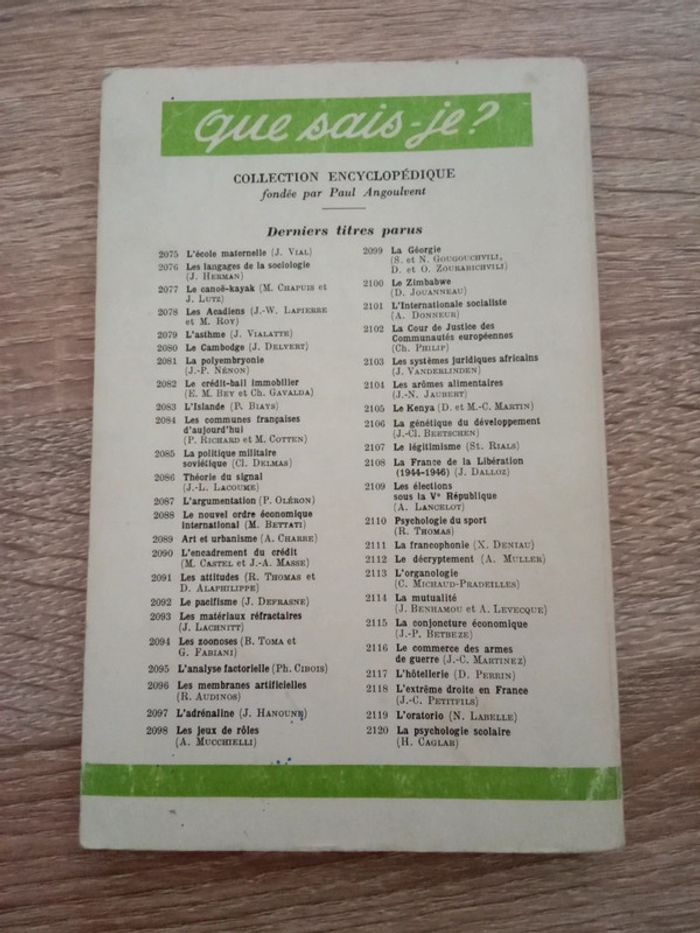 que sais-je?
COLLECTION ENCYCLOPÉDIQUE
fondée par Paul Angoulvent
Derniers titres parus
2075 L'école maternelle (J. VIAL)
2076 Les langages de la sociologie
(J. HERMAN)
2077 Le canoë-kayak (M. CHAPUIS et
J. LUTZ)
2078 Les Acadiens (J.-W. LAPIERRE
et M. ROY)
2079 L'asthme (J. VIALATTE)
2080 Le Cambodge (J. DELVERT)
2081 La polyembryonie
(J.-P. NÉNON)
2082 Le crédit-bail immobilier
(E. M. BEY et Ch. GAVALDA)
2083 L'Islande (P. BIAYS)
2084 Les communes françaises
d'aujourd'hui
(P. RICHARD et M. COTTEN)
2085 La politique militaire
soviétique (Cl. DELMAS)
2086 Théorie du signal
(J.-L. LACOUME)
2087 L'argumentation (P. OLÉRON)
2088 Le nouvel ordre économique
international (M. BETTATI)
2089 Art et urbanisme (A. CHARRE)
2090 L'encadrement du crédit
(M. CASTEL et J.-A. MASSE)
2091 Les attitudes (R. THOMAS et
D. ALAPHILIPPE)
2092 Le pacifisme (J. DEFRASNE)
2093 Les matériaux réfractaires
(J. LACHNITT)
2094 Les zoonoses (B. TOMA et
G. FABIANI)
2095 L'analyse factorielle (Ph. CIBOIS)
2096 Les membranes artificielles
(R. AUDINOS)
2097 L'adrénaline (J. HANOUNE)
2098 Les jeux de rôles
(A. MUCCHIELLI)
2099 La Géorgie
(S. et N. GOUGOUCHVILI,
D. et O. ZOURABICHVILI)
2100 Le Zimbabwe
(D. JOUANNEAU)
2101 L'Internationale socialiste
(A. DONNEUR)
2102 La Cour de Justice des
Communautés européennes
(Ch. PHILIP)
2103 Les systèmes juridiques africains
(J. VANDERLINDEN)
2104 Les arômes alimentaires
(J.-N. JAUBERT)
2105 Le Kenya (D. et M.-C. MARTIN)
2106 La génétique du développement
(J.-Cl. BEETSCHEN)
2107 Le légitimisme (St. RIALS)
2108 La France de la Libération
(1944-1946) (J. DALLOZ)
2109 Les élections
sous la Vᵉ République
(A. LANCELOT)
2110 Psychologie du sport
(R. THOMAS)
2111 La francophonie (X. DENIAU)
2112 Le décryptement (A. MULLER)
2113 L'organologie
(C. MICHAUD-PRADEILLES)
2114 La mutualité
(J. BENHAMOU et A. LEVECQUE)
2115 La conjoncture économique
(J.-P. BETBEZE)
2116 Le commerce des armes
de guerre (J.-C. MARTINEZ)
2117 L'hôtellerie (D. PERRIN)
2118 L'extrême droite en France
(J.-C. PETITFILS)
2119 L'oratorio (N. LABELLE)
2120 La psychologie scolaire
(H. CAGLAR)